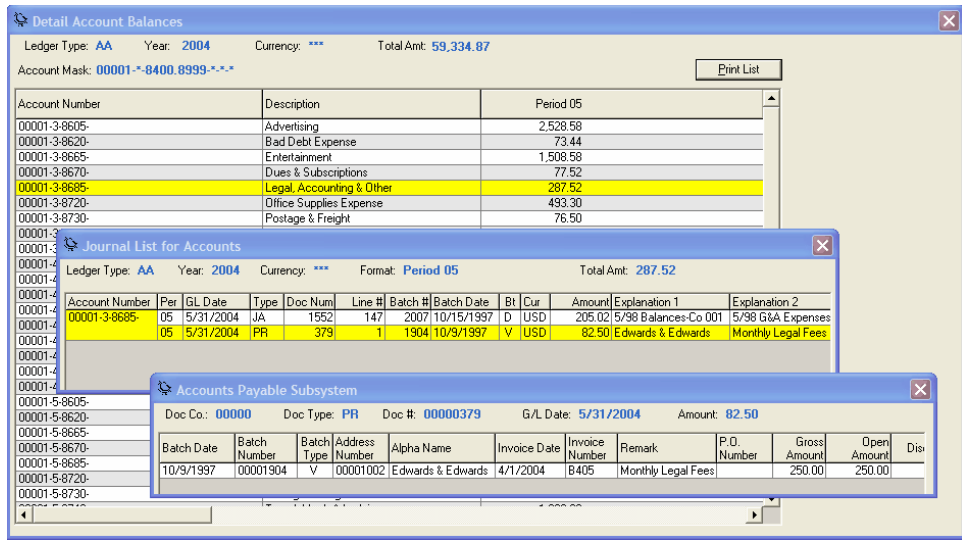 Detail Account Balances
Ledger Type: AA Year: 2004 Currency: *** Total Amt: 59,334.87
Account Mask: 00001-*-8400.8999-*-*-* Print List
Account Number Description Period 05
00001-3-8605- Advertising 2,528.58
00001-3-8620- Bad Debt Expense 73.44
00001-3-8665- Entertainment 1,508.58
00001-3-8670- Dues & Subscriptions 77.52
00001-3-8685- Legal, Accounting & Other 287.52
00001-3-8720- Office Supplies Expense 493.30
00001-3-8730- Postage & Freight 76.50
Journal List for Accounts
Ledger Type: AA Year: 2004 Currency: *** Format: Period 05 Total Amt: 287.52
Account Number Per GL Date Type Doc Num Line # Batch # Batch Date Bt Cur Amount Explanation 1 Explanation 2
00001-3-8685- 05 5/31/2004 JA 1552 147 2007 10/15/1997 D USD 205.02 5/98 Balances-Co 001 5/98 G&A Expenses
05 5/31/2004 PR 379 1 1904 10/9/1997 V USD 82.50 Edwards & Edwards Monthly Legal Fees
Accounts Payable Subsystem
Doc Co.: 00000 Doc Type: PR Doc #: 00000379 G/L Date: 5/31/2004 Amount: 82.50
Batch Date Batch Number Batch Type Address Number Alpha Name Invoice Date Invoice Number Remark P.O. Number Gross Amount Open Amount
10/9/1997 00001904 V 00001002 Edwards & Edwards 4/1/2004 B405 Monthly Legal Fees 250.00 250.00
00001-5-8605-
00001-5-8620-
00001-5-8665-
00001-5-8670-
00001-5-8685-
00001-5-8720-
00001-5-8730-